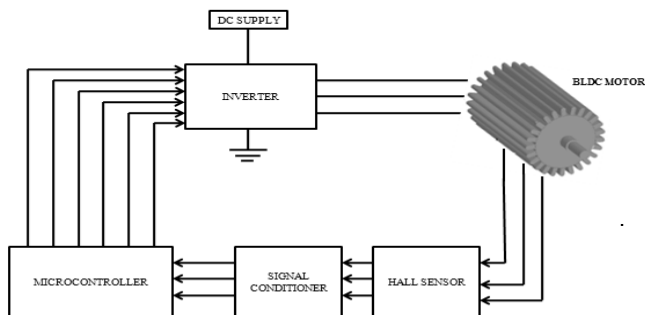 DC SUPPLY
INVERTER
BLDC MOTOR
MICROCONTROLLER
SIGNAL
CONDITIONER
HALL SENSOR